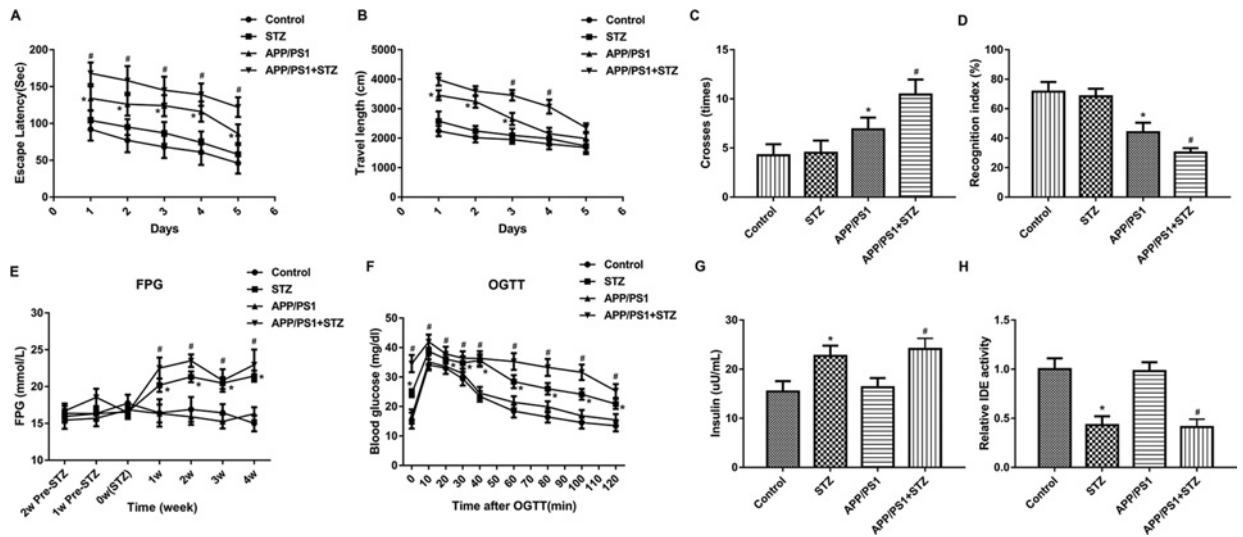 A
Control
STZ
APP/PS1
APP/PS1+STZ
Escape Latency(Sec)
200
150
100
50
0
# # # # #
* * * * *
0 1 2 3 4 5 6
Days
B
Control
STZ
APP/PS1
APP/PS1+STZ
Travel length (cm)
5000
4000
3000
2000
1000
0
# #
* * *
0 1 2 3 4 5 6
Days
C
Crosses (times)
15
10
5
0
* #
Control STZ APP/PS1 APP/PS1+STZ
D
Recognition index (%)
100
80
60
40
20
0
* #
Control STZ APP/PS1 APP/PS1+STZ
E
FPG
Control
STZ
APP/PS1
APP/PS1+STZ
FPG (mmol/L)
30
25
20
15
10
# # # #
* * * *
2w Pre-STZ 1w Pre-STZ 0w(STZ) 1w 2w 3w 4w
Time (week)
F
OGTT
Control
STZ
APP/PS1
APP/PS1+STZ
Blood glucose (mg/dl)
50
40
30
20
10
0
# # # # # # # # #
* * * * * * * *
0 10 20 30 40 60 80 100 120
Time after OGTT(min)
G
Insulin (uU/mL)
30
20
10
0
* #
Control STZ APP/PS1 APP/PS1+STZ
H
Relative IDE activity
1.5
1.0
0.5
0.0
* #
Control STZ APP/PS1 APP/PS1+STZ